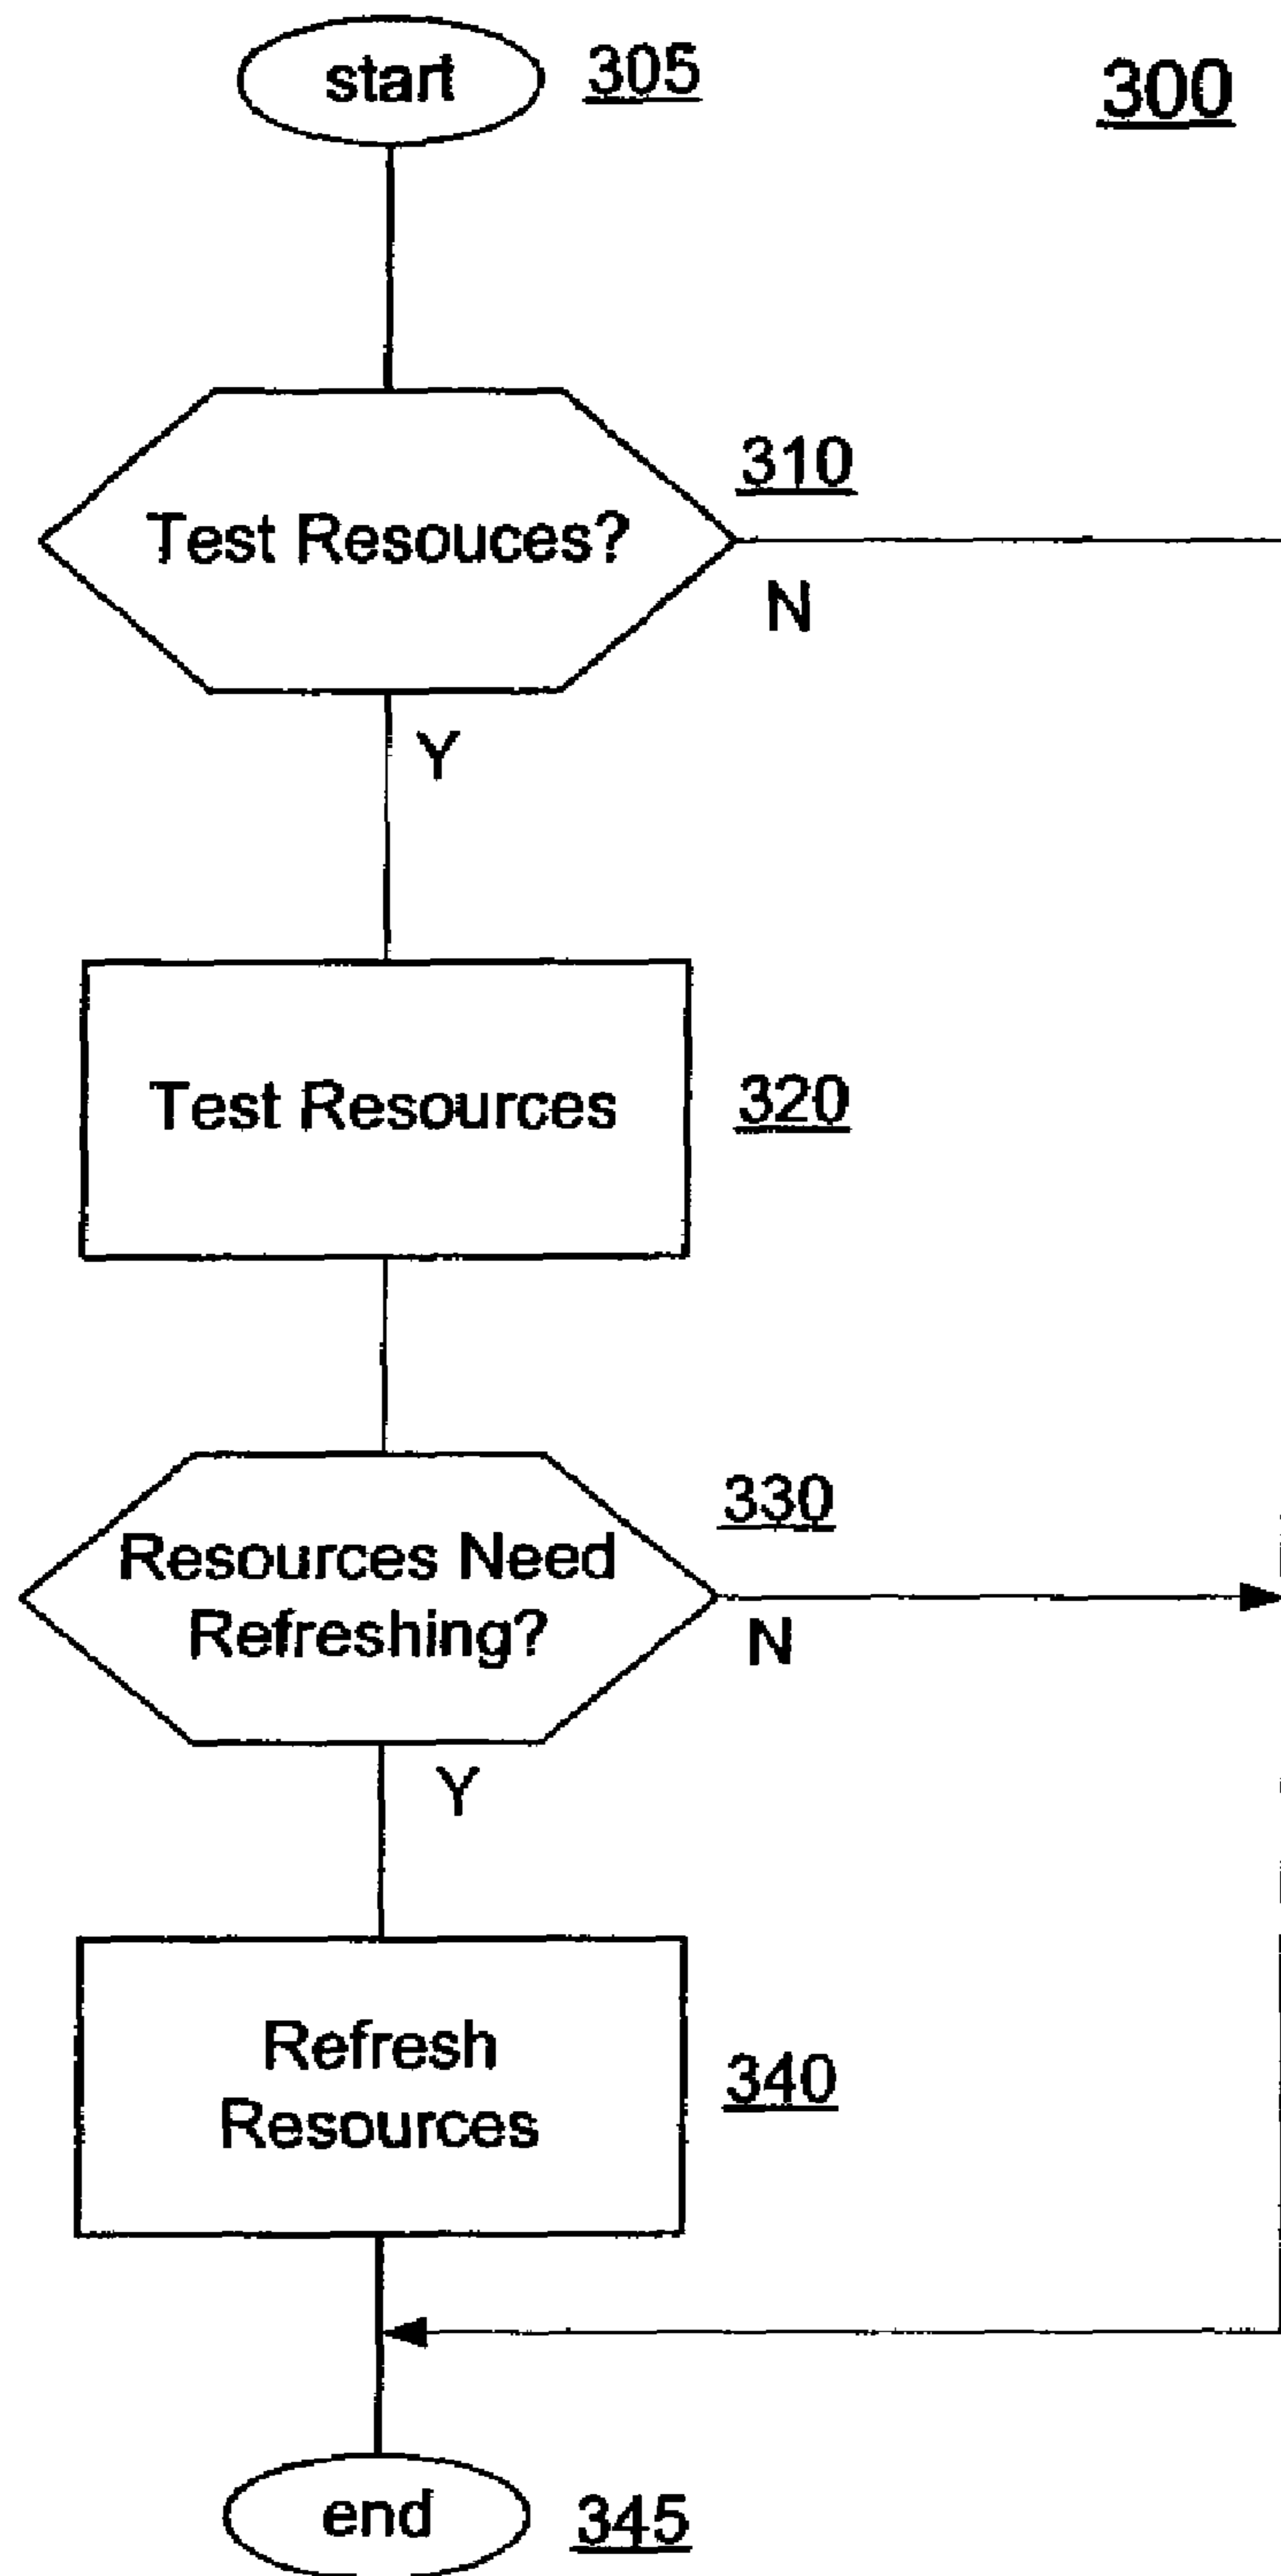 start
305
300
Test Resouces?
310
N
Y
Test Resources
320
Resources Need
Refreshing?
330
N
Y
Refresh
Resources
340
end
345